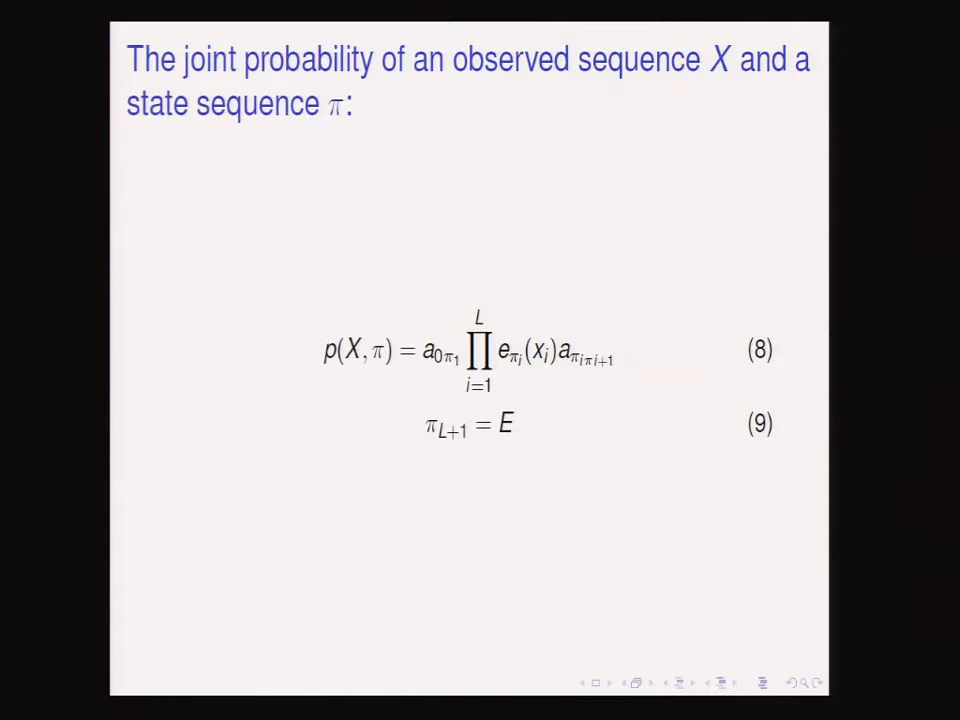 The joint probability of an observed sequence X and a
state sequence π:
p(X, π) = a_{0π_1} ∏_{i=1}^{L} e_{π_i}(x_i) a_{π_{iπ_{i+1}}} (8)
π_{L+1} = E (9)